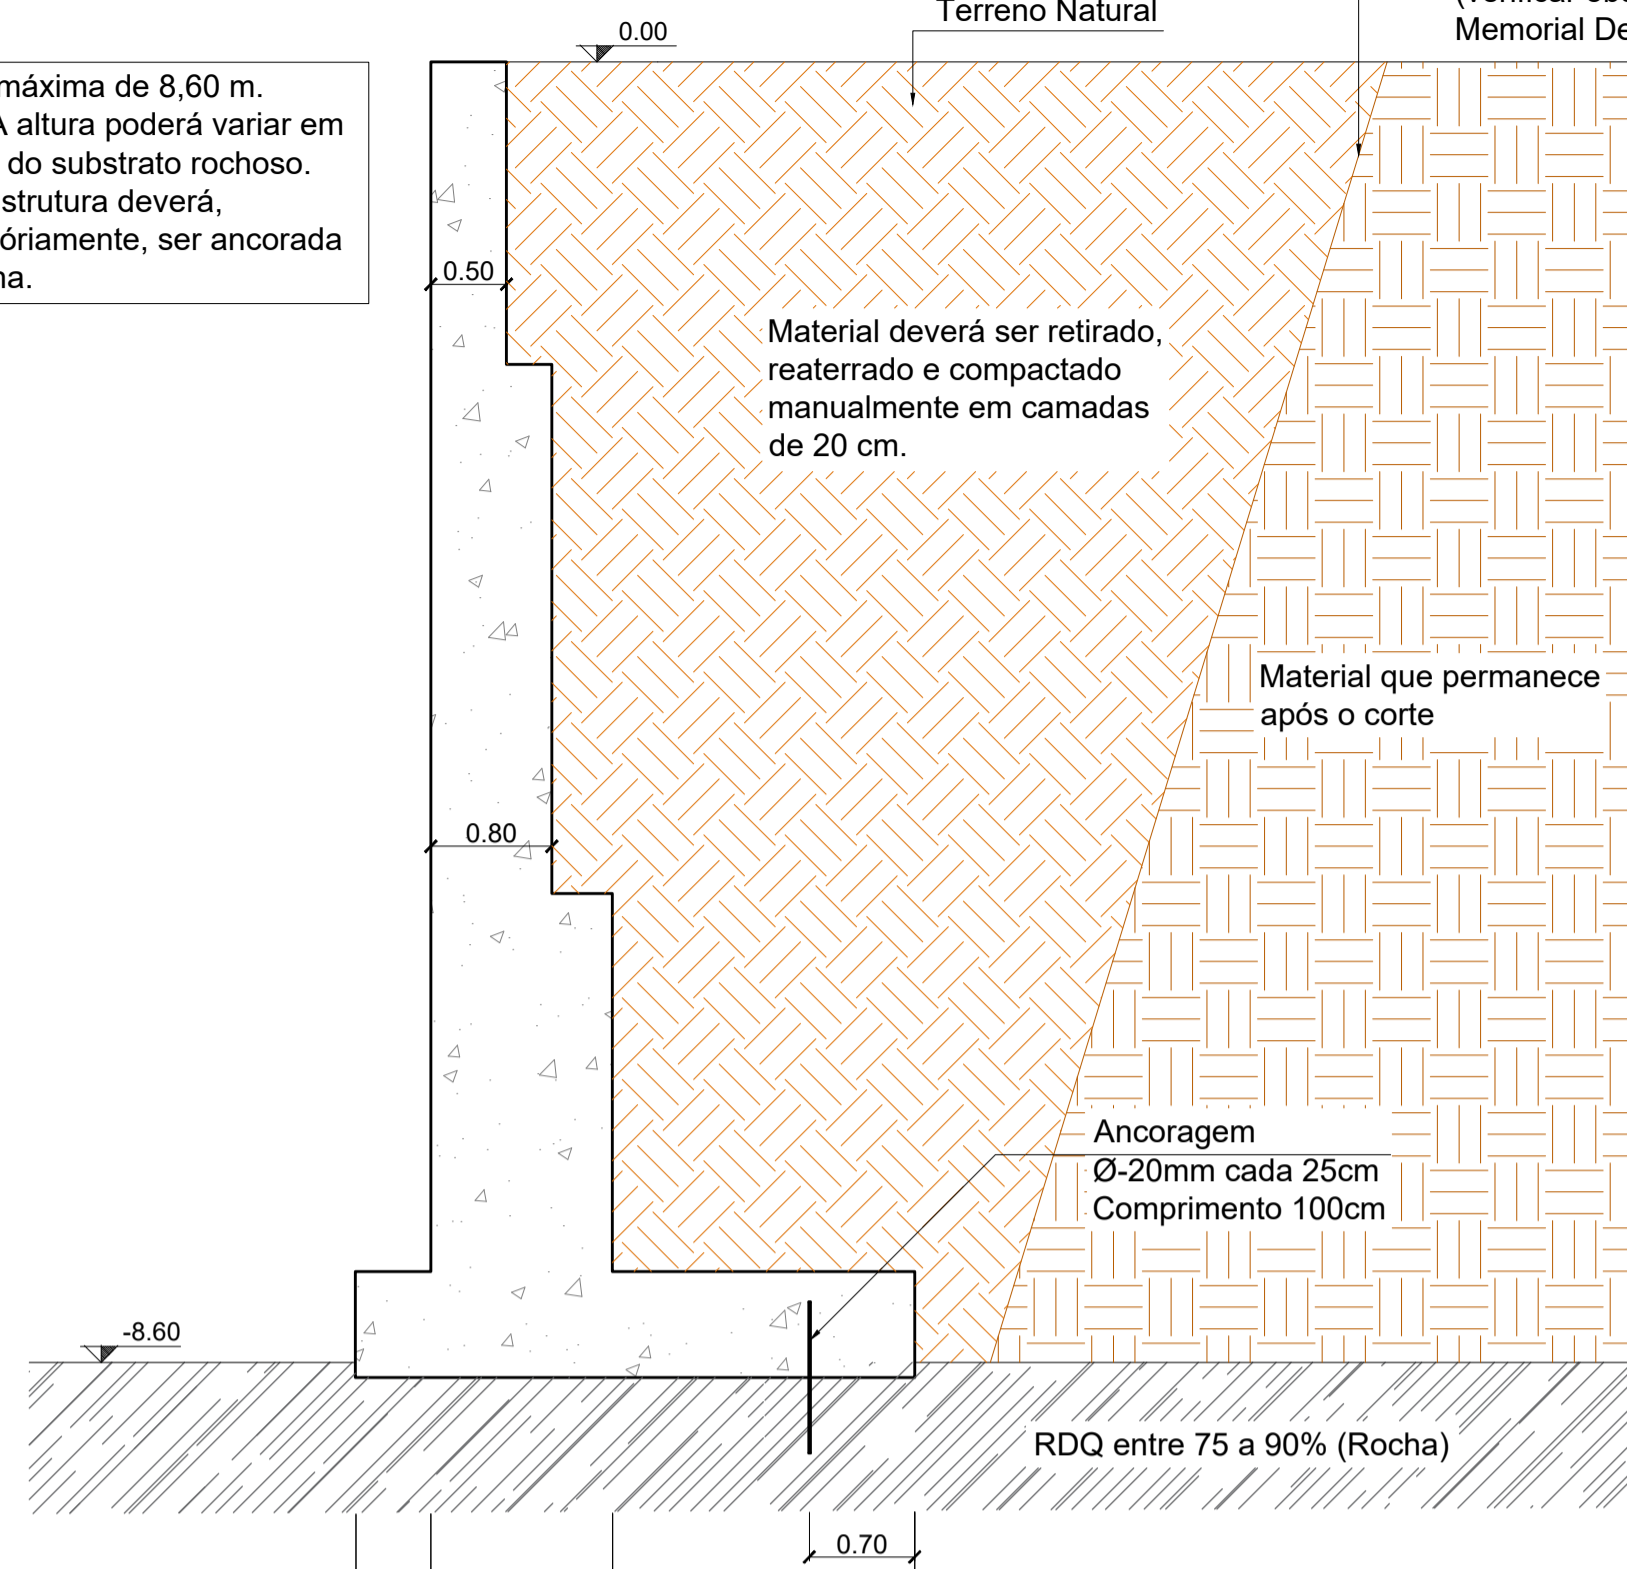 Terreno Natural
Memorial De
0.00
máxima de 8,60 m.
A altura poderá variar em
do substrato rochoso.
strutura deverá,
óriamente, ser ancorada
na.
0.50
Material deverá ser retirado,
reaterrado e compactado
manualmente em camadas
de 20 cm.
Material que permanece
após o corte
0.80
Ancoragem
Ø-20mm cada 25cm
Comprimento 100cm
-8.60
RDQ entre 75 a 90% (Rocha)
0.70